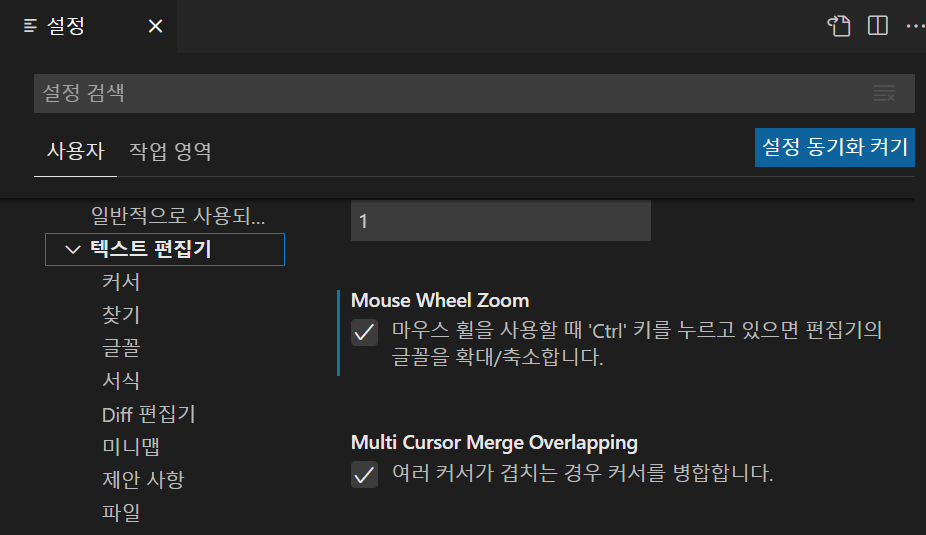 설정
설정 검색
사용자 작업 영역 설정 동기화 켜기
일반적으로 사용되...
텍스트 편집기
커서
찾기
글꼴
서식
Diff 편집기
미니맵
제안 사항
파일
1
Mouse Wheel Zoom
마우스 휠을 사용할 때 'Ctrl' 키를 누르고 있으면 편집기의
글꼴을 확대/축소합니다.
Multi Cursor Merge Overlapping
여러 커서가 겹치는 경우 커서를 병합합니다.